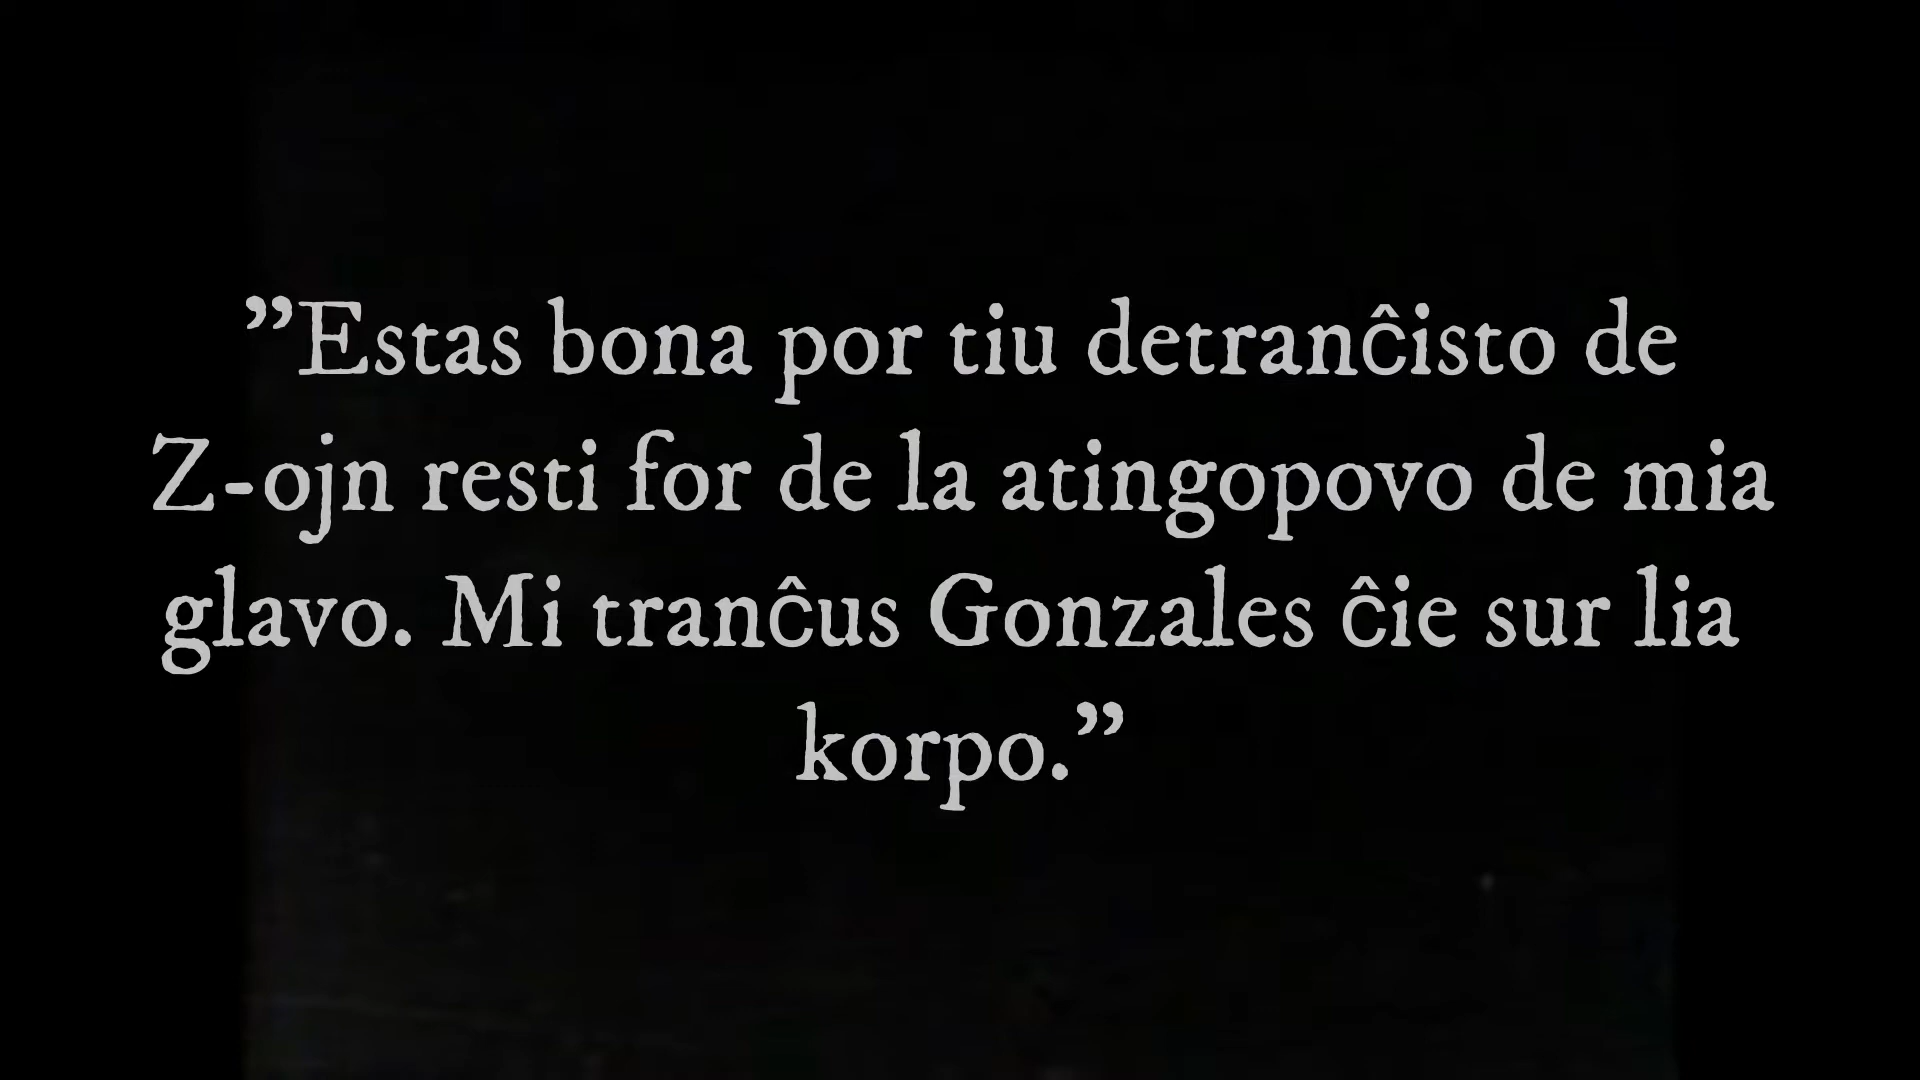 ”Estas bona por tiu detranĉisto de
Z-ojn resti for de la atingopovo de mia
glavo. Mi tranĉus Gonzales ĉie sur lia
korpo.”